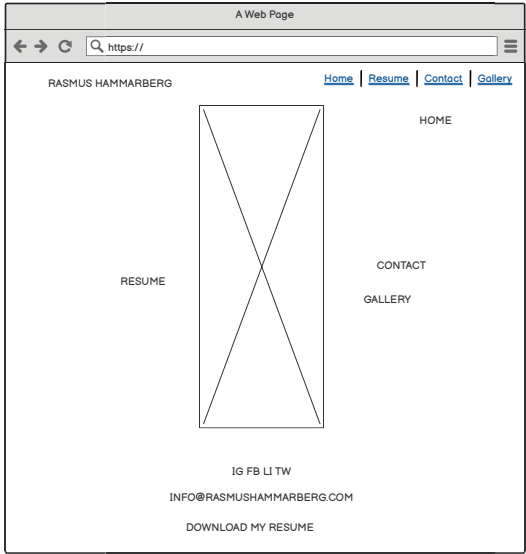 A Web Page
https://
RASMUS HAMMARBERG
Home | Resume | Contact | Gallery
HOME
CONTACT
RESUME
GALLERY
IG FB LI TW
INFO@RASMUSHAMMARBERG.COM
DOWNLOAD MY RESUME